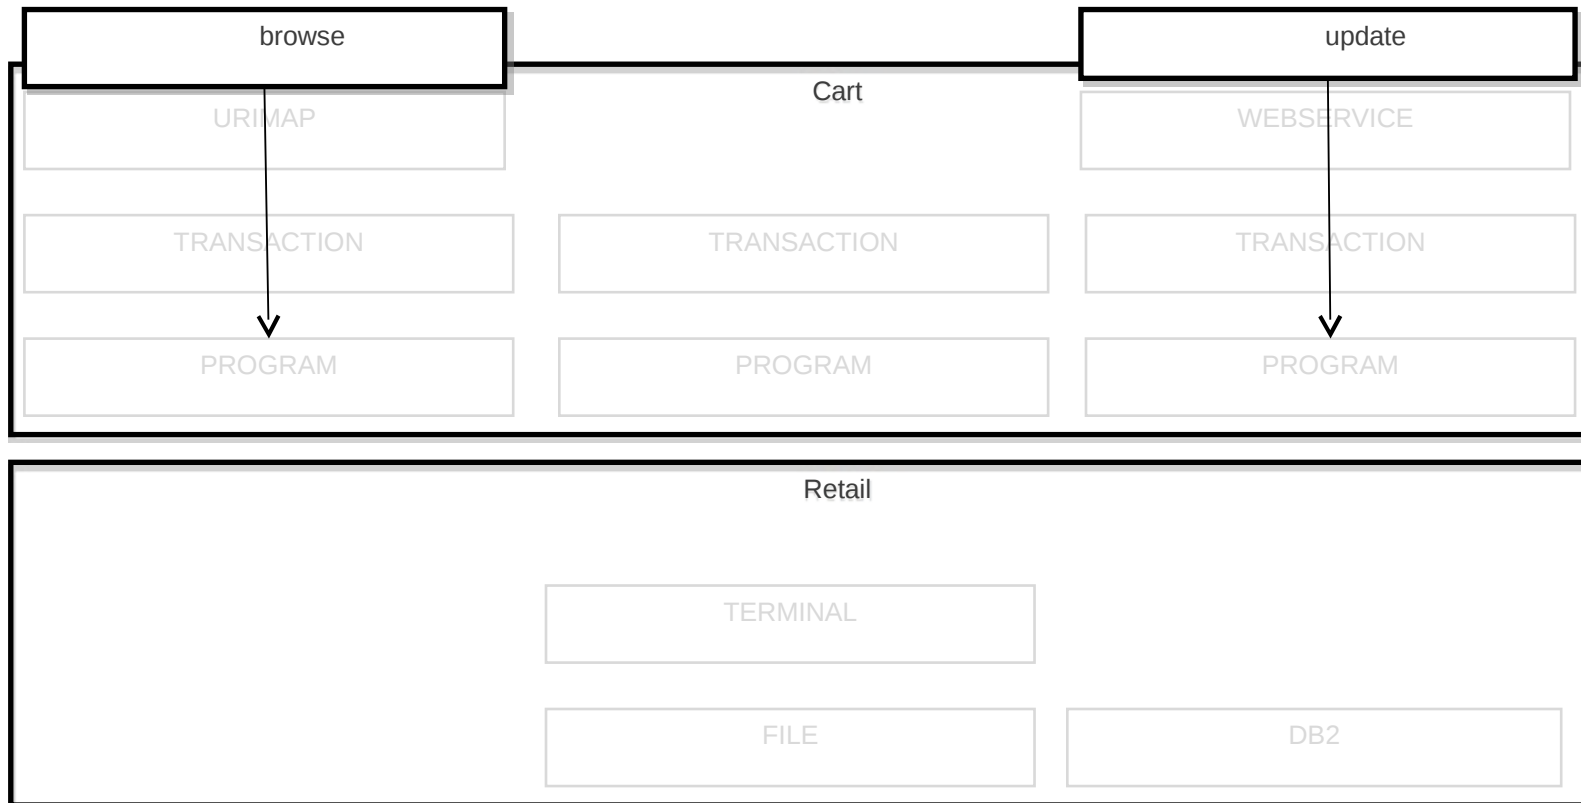 browse
update
Cart
URIMAP
WEBSERVICE
TRANSACTION
TRANSACTION
TRANSACTION
PROGRAM
PROGRAM
PROGRAM
Retail
TERMINAL
FILE
DB2